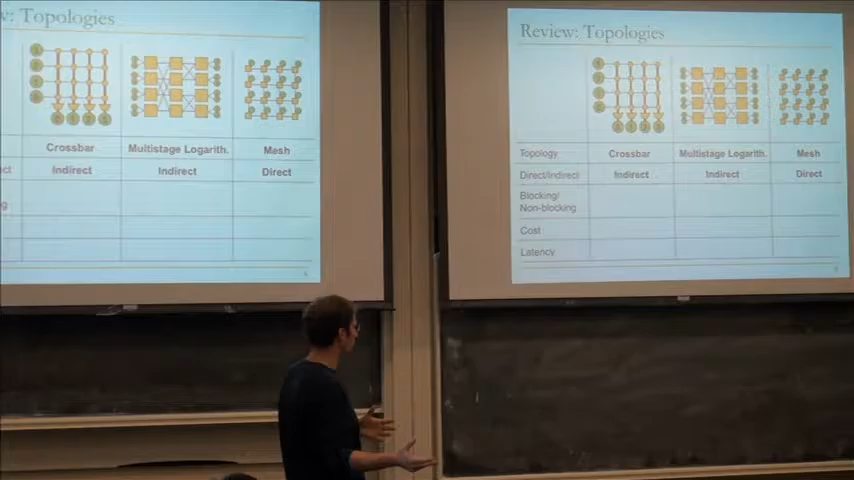 w: Topologies
Crossbar Multistage Logarith. Mesh
ct Indirect Indirect Direct
g
Review: Topologies
Topology Crossbar Multistage Logarith. Mesh
Direct/Indirect Indirect Indirect Direct
Blocking/
Non-blocking
Cost
Latency